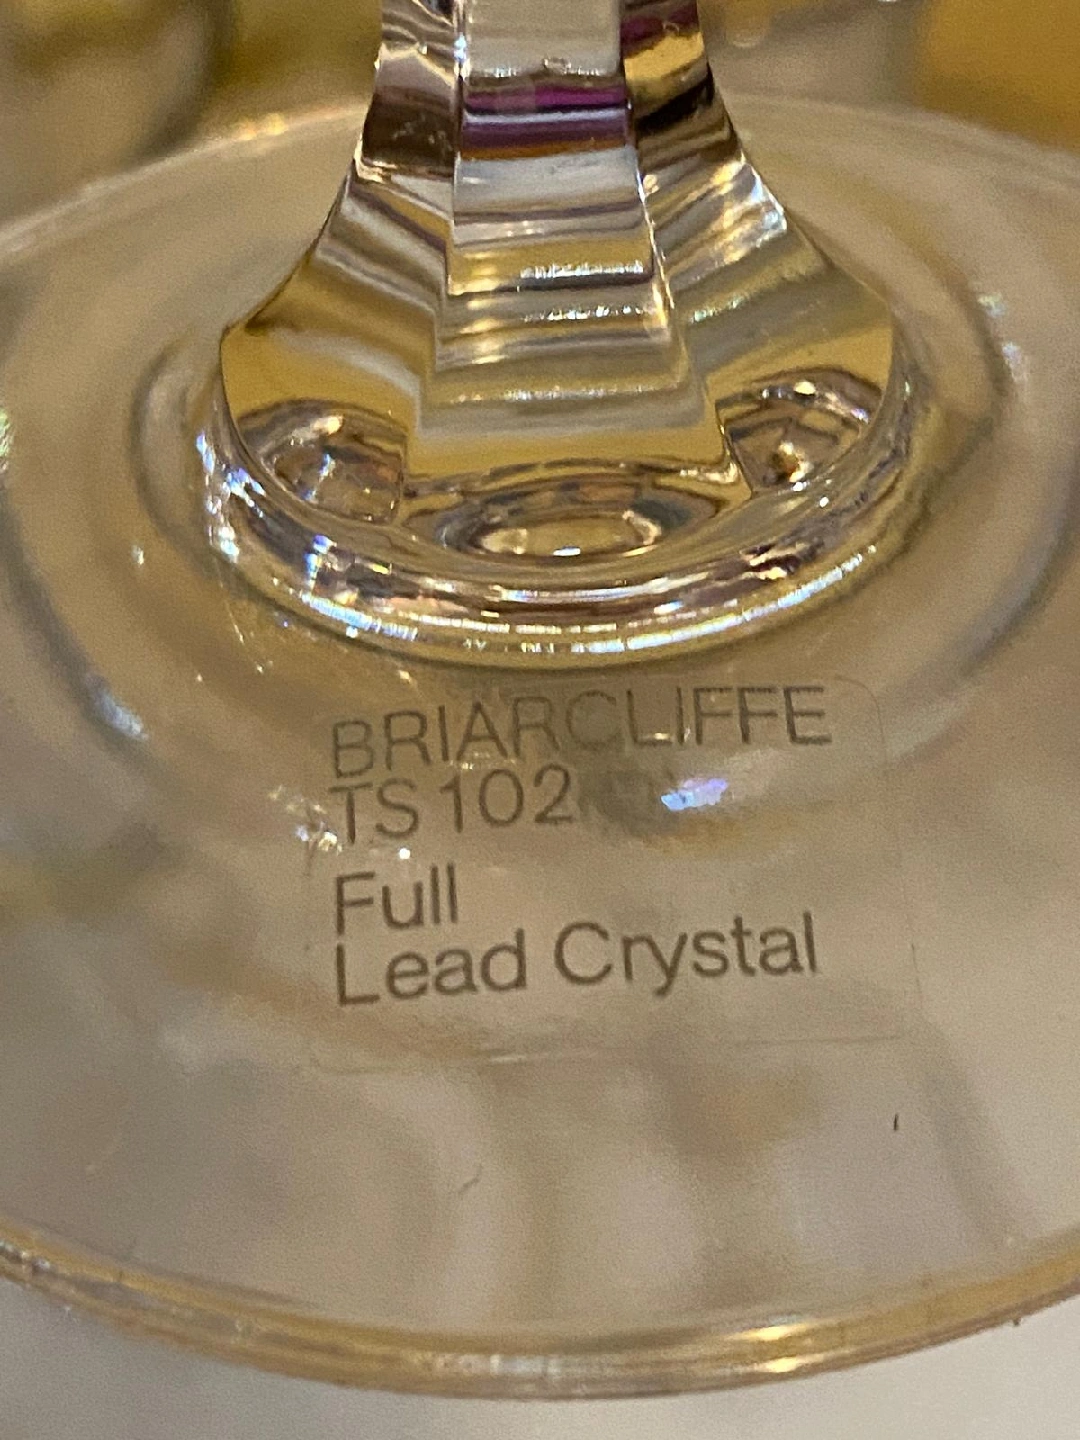 BRIARCLIFFE
TS 102
Full
Lead Crystal